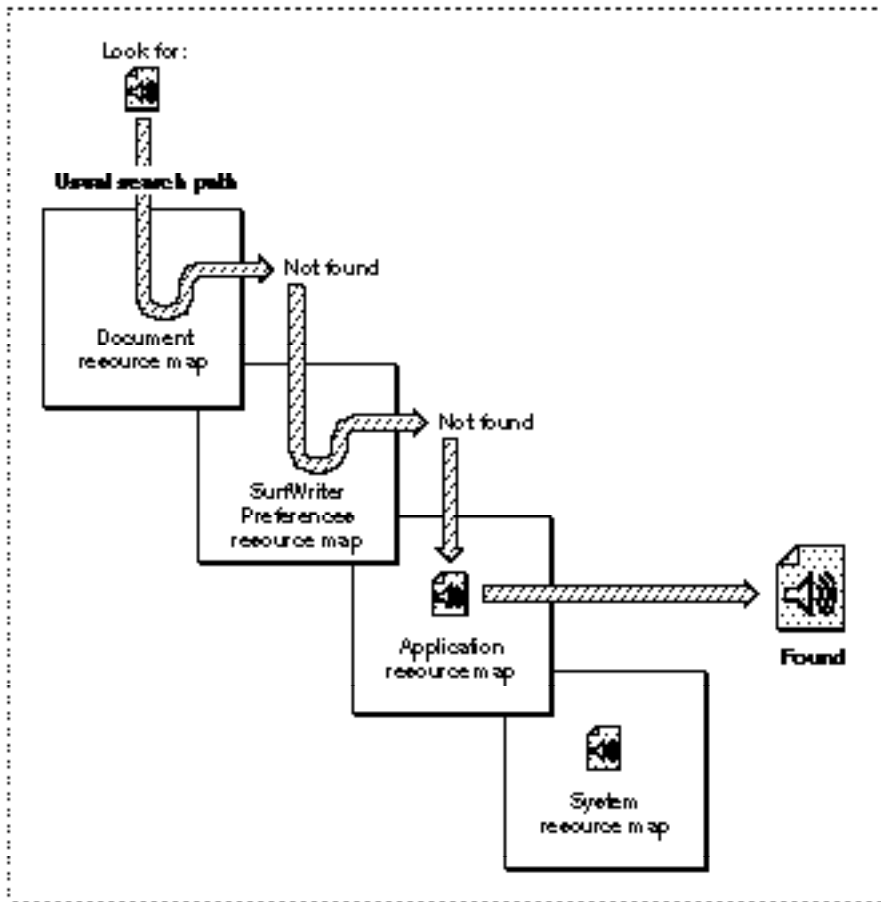 Look for:
Usual search path
Not found
Document
resource map
Not found
SurfWriter
Preferences
resource map
Application
resource map
Found
System
resource map